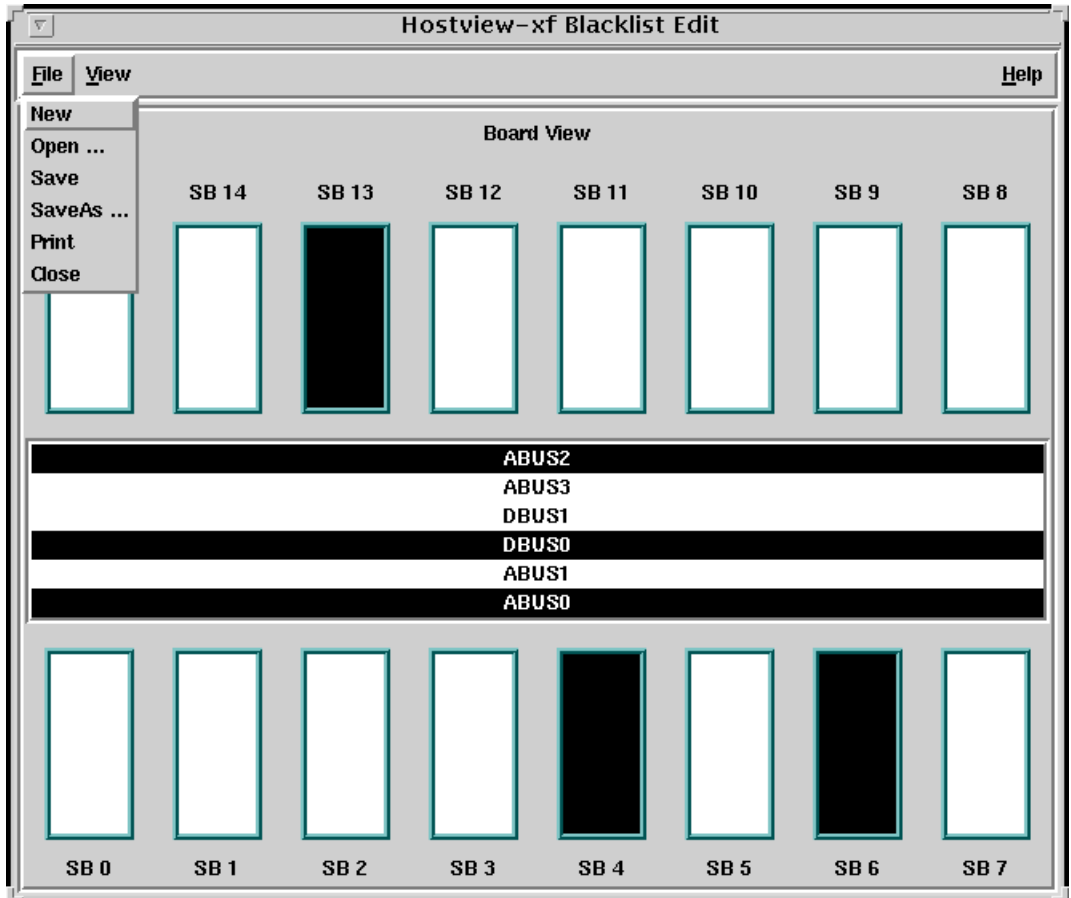 Hostview-xf Blacklist Edit
File View Help
New
Open ...
Save
SaveAs ...
Print
Close
Board View
SB 14 SB 13 SB 12 SB 11 SB 10 SB 9 SB 8
ABUS2
ABUS3
DBUS1
DBUS0
ABUS1
ABUS0
SB 0 SB 1 SB 2 SB 3 SB 4 SB 5 SB 6 SB 7